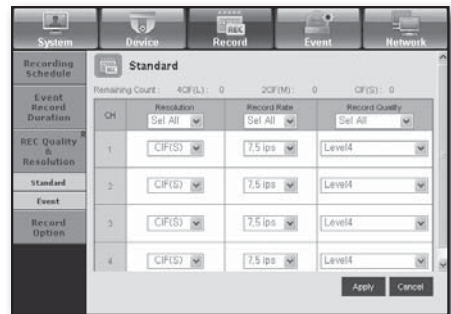 System Device Record Event Network
REC
Recording
Schedule
Event
Record
Duration
REC Quality
&
Resolution
Standard
Event
Record
Option
Standard
Remaining Count : 4CIF(L) : 0 2CIF(M) : 0 CIF(S) : 0
CH Resolution Record Rate Record Quality
Sel All Sel All Sel All
1 CIF(S) 7.5 ips Level4
2 CIF(S) 7.5 ips Level4
3 CIF(S) 7.5 ips Level4
4 CIF(S) 7.5 ips Level4
Apply Cancel